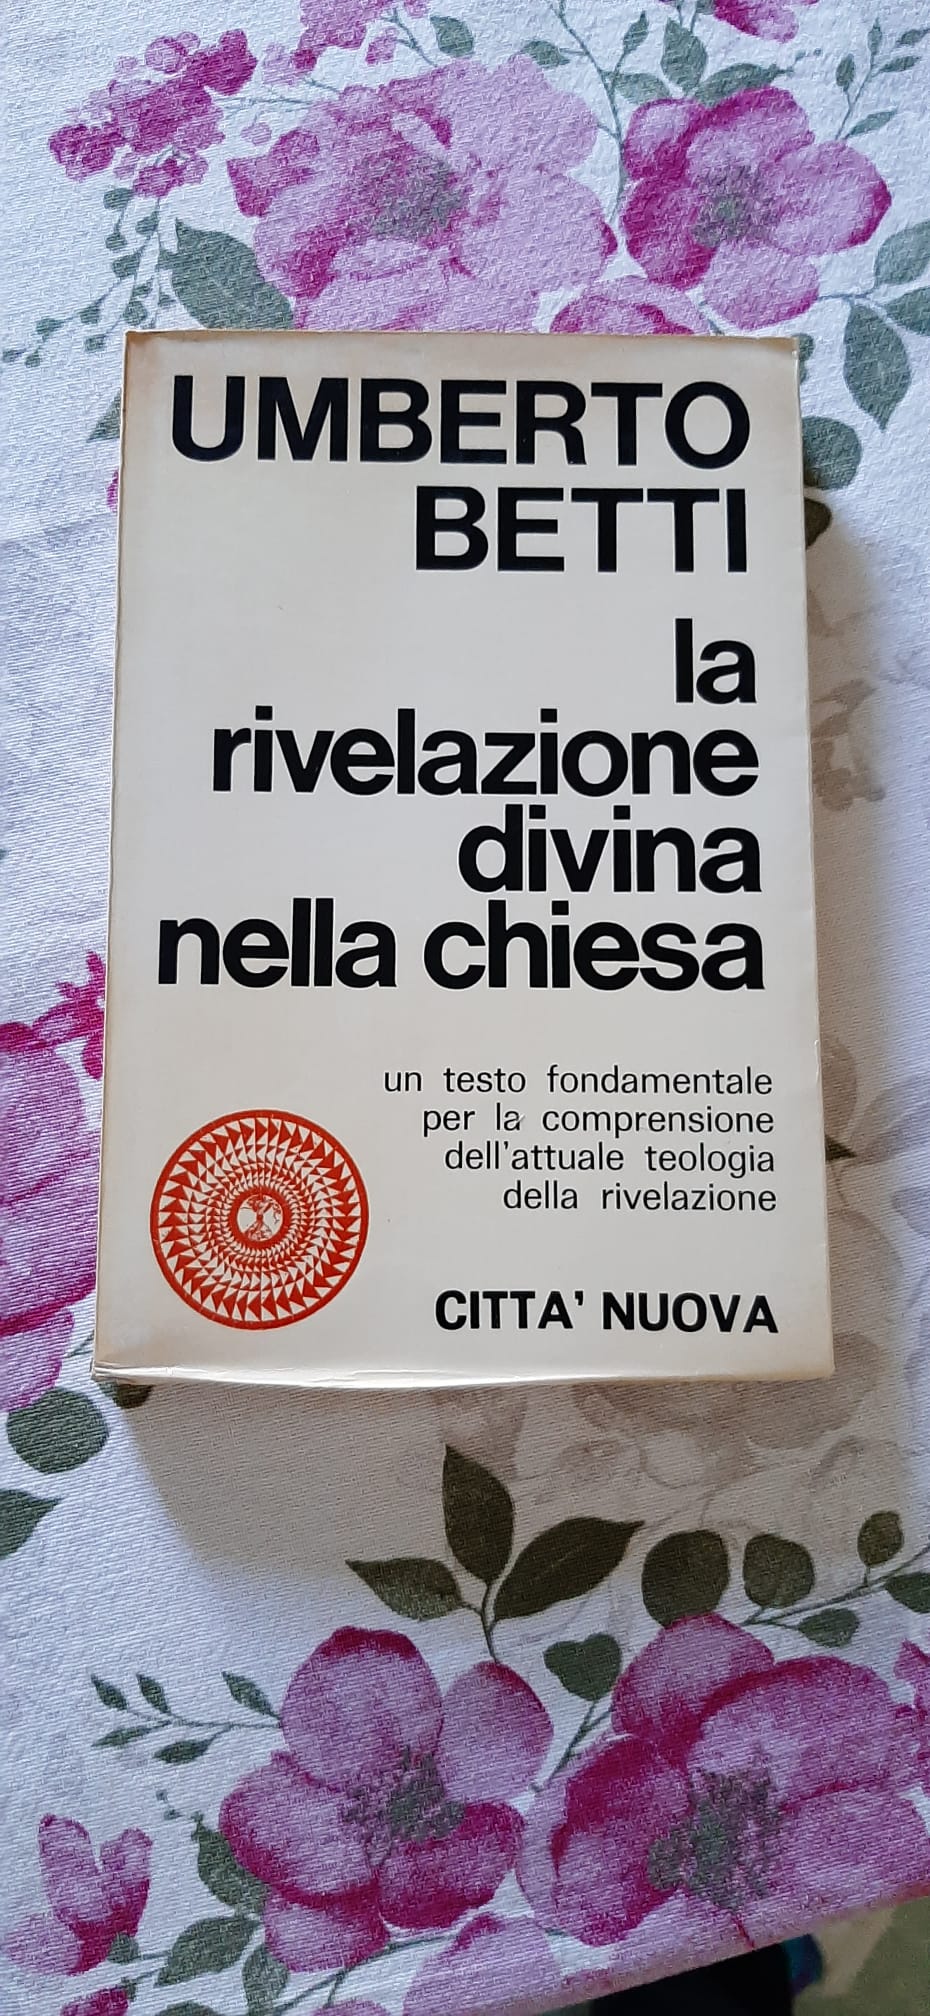 UMBERTO
BETTI
la
rivelazione
divina
nella chiesa
un testo fondamentale
per la comprensione
dell'attuale teologia
della rivelazione
CITTA' NUOVA